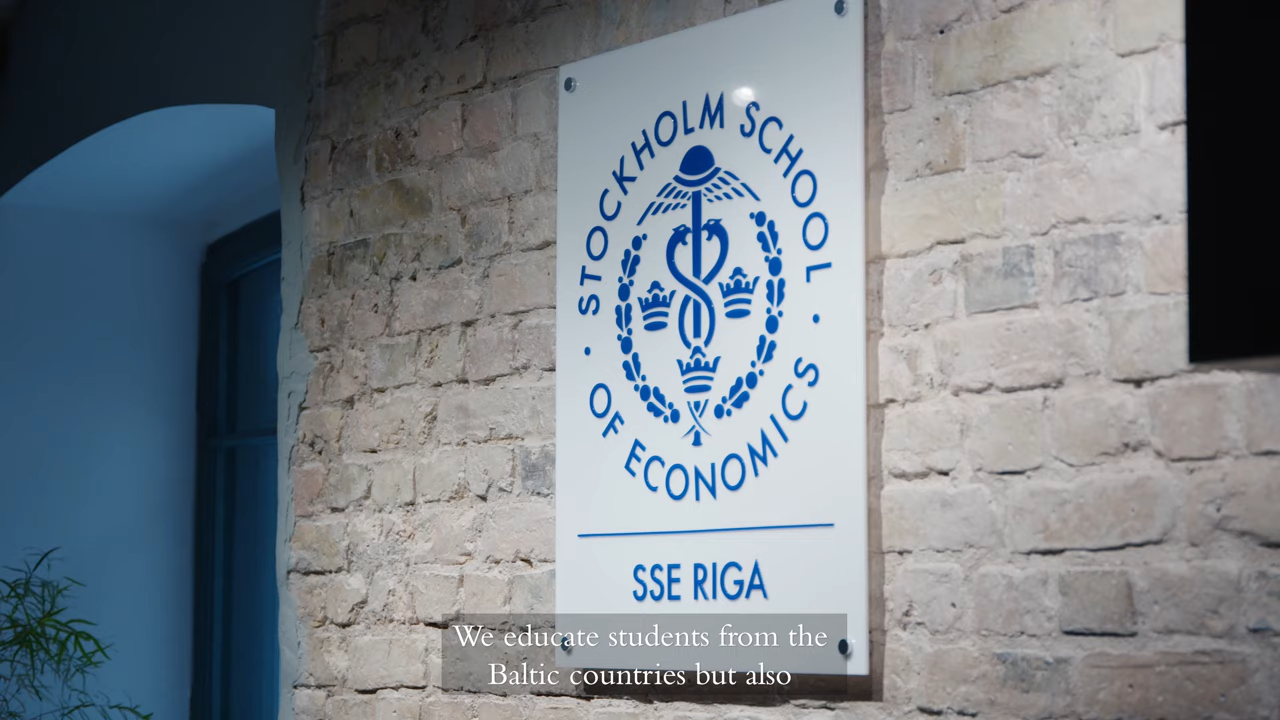 STOCKHOLM SCHOOL
· OF ECONOMICS ·
SSE RIGA
We educate students from the
Baltic countries but also